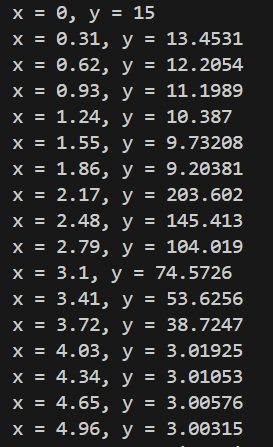 x = 0, y = 15
x = 0.31, y = 13.4531
x = 0.62, y = 12.2054
x = 0.93, y = 11.1989
x = 1.24, y = 10.387
x = 1.55, y = 9.73208
x = 1.86, y = 9.20381
x = 2.17, y = 203.602
x = 2.48, y = 145.413
x = 2.79, y = 104.019
x = 3.1, y = 74.5726
x = 3.41, y = 53.6256
x = 3.72, y = 38.7247
x = 4.03, y = 3.01925
x = 4.34, y = 3.01053
x = 4.65, y = 3.00576
x = 4.96, y = 3.00315